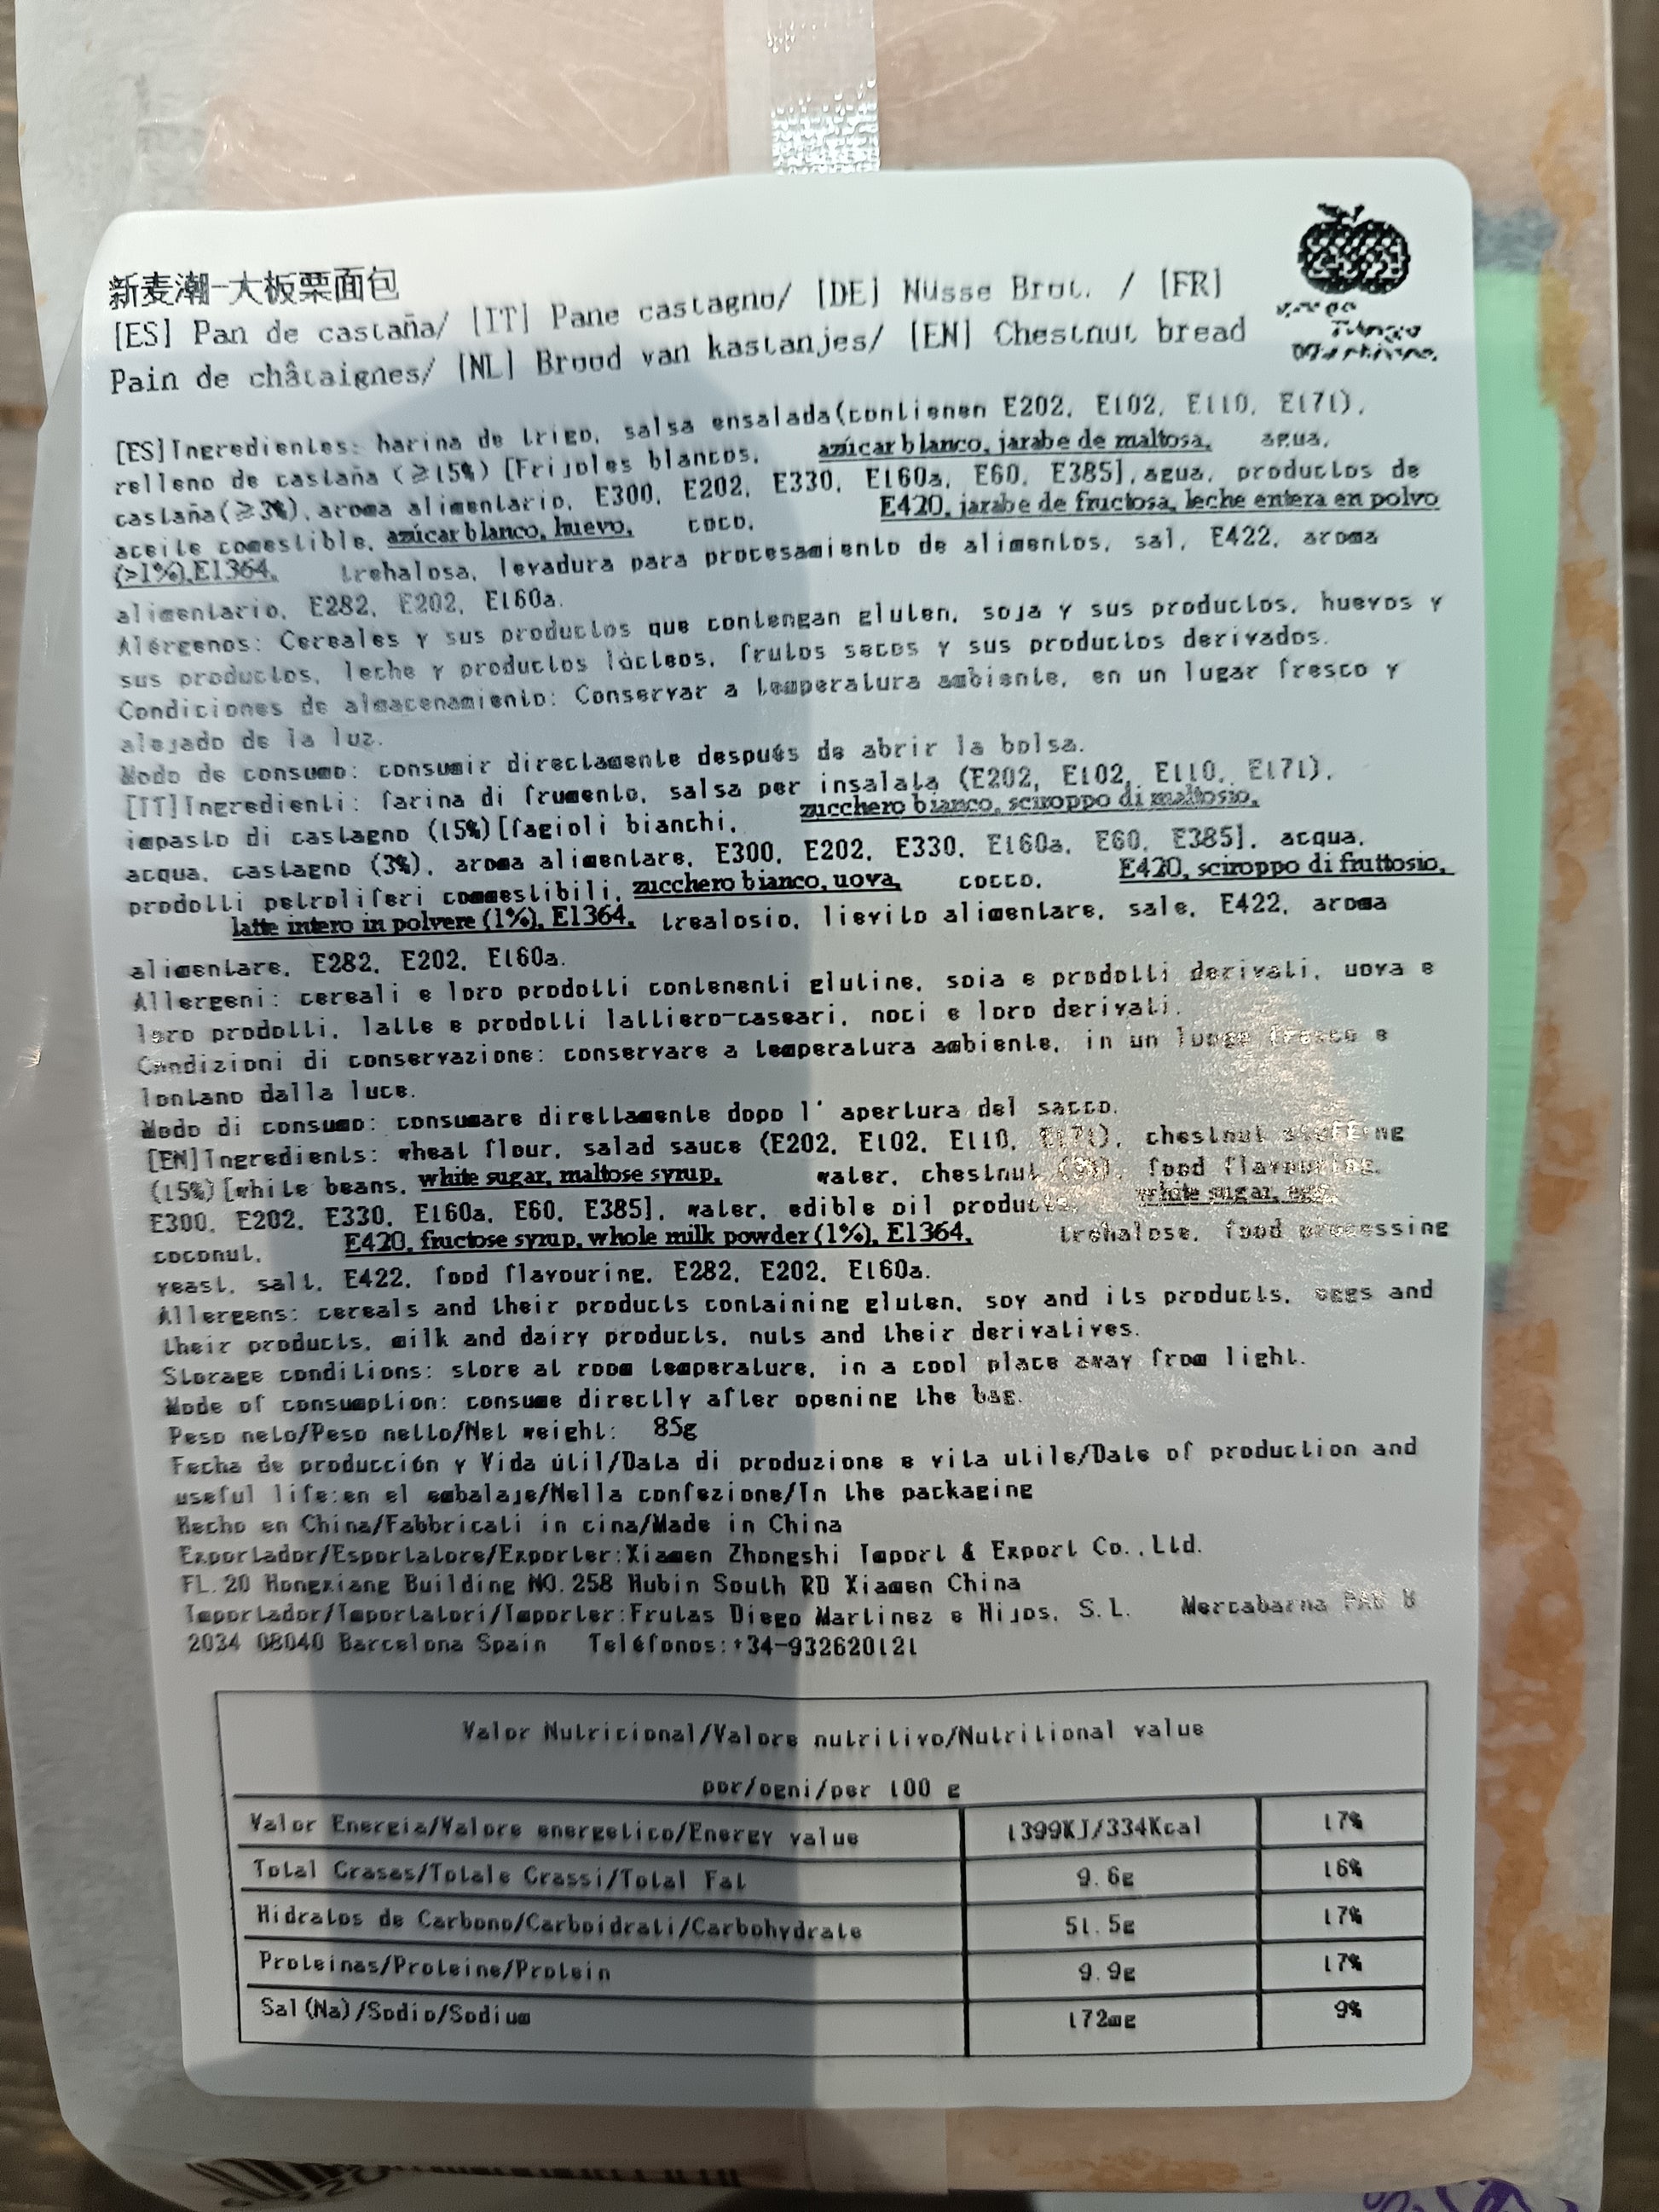 新麦潮-大板栗面包
[ES] Pan de castaña/ [IT] Pane castagno/ [DE] Nüsse Brot. / [FR]
Pain de châtaignes/ [NL] Brood van kastanjes/ [EN] Chestnut bread
[ES]Ingredientes: harina de trigo, salsa ensalada(contienen E202, E102, E110, E171),
relleno de castaña (≥15%) [Frijoles blancos, azúcar blanco, jarabe de maltosa, agua,
castaña(≥3%),aroma alimentario, E300, E202, E330, E160a, E60, E385],agua, productos de
aceite comestible, azúcar blanco, huevo, coco, E420, jarabe de fructosa, leche entera en polvo
(>1%),E1364, trehalosa, levadura para procesamiento de alimentos, sal, E422, aroma
alimentario, E282, E202, E160a.
Alérgenos: Cereales y sus productos que contengan gluten, soja y sus productos, huevos y
sus productos, leche y productos lácteos, frutos secos y sus productos derivados.
Condiciones de almacenamiento: Conservar a temperatura ambiente, en un lugar fresco y
alejado de la luz.
Modo de consumo: consumir directamente después de abrir la bolsa.
[IT]Ingredienti: farina di frumento, salsa per insalata (E202, E102, E110, E171),
impasto di castagno (15%)[fagioli bianchi, zucchero bianco, sciroppo di maltosio,
acqua, castagno (3%), aroma alimentare, E300, E202, E330, E160a, E60, E385], acqua,
prodotti petroliferi commestibili, zucchero bianco, uova, cocco, E420, sciroppo di fruttosio,
latte intero in polvere (1%), E1364, trealosio, lievito alimentare, sale, E422, aroma
alimentare, E282, E202, E160a.
Allergeni: cereali e loro prodotti contenenti glutine, soia e prodotti derivati, uova e
loro prodotti, latte e prodotti lattiero-caseari, noci e loro derivati.
Condizioni di conservazione: conservare a temperatura ambiente, in un luogo fresco e
lontano dalla luce.
Modo di consumo: consumare direttamente dopo l' apertura del sacco.
[EN]Ingredients: wheat flour, salad sauce (E202, E102, E110, E171), chestnut stuffing
(15%)[white beans, white sugar, maltose syrup, water, chestnut (3%), food flavouring,
E300, E202, E330, E160a, E60, E385], water, edible oil products, white sugar, egg,
coconut, E420, fructose syrup, whole milk powder (1%), E1364, trehalose, food processing
yeast, salt, E422, food flavouring, E282, E202, E160a.
Allergens: cereals and their products containing gluten, soy and its products, eggs and
their products, milk and dairy products, nuts and their derivatives.
Storage conditions: store at room temperature, in a cool place away from light.
Mode of consumption: consume directly after opening the bag.
Peso neto/Peso netto/Net weight: 85g
Fecha de producción y Vida útil/Data di produzione e vita utile/Date of production and
useful life:en el embalaje/Nella confezione/In the packaging
Hecho en China/Fabbricati in cina/Made in China
Exportador/Esportatore/Exporter:Xiamen Zhongshi Import & Export Co.,Ltd.
FL.20 Hongxiang Building NO.258 Hubin South RD Xiamen China
Importador/Importatori/Importer:Frutas Diego Martinez e Hijos, S.L. Mercabarna PAB
2034 08040 Barcelona Spain Teléfonos:+34-932620121
Valor Nutricional/Valore nutritivo/Nutritional value
por/ogni/per 100 g
Valor Energia/Valore energetico/Energy value 1399KJ/334Kcal 17%
Total Grasas/Totale Grassi/Total Fat 9.6g 16%
Hidratos de Carbono/Carboidrati/Carbohydrate 51.5g 17%
Proteinas/Proteine/Protein 9.9g 17%
Sal(Na)/Sodio/Sodium 172mg 9%